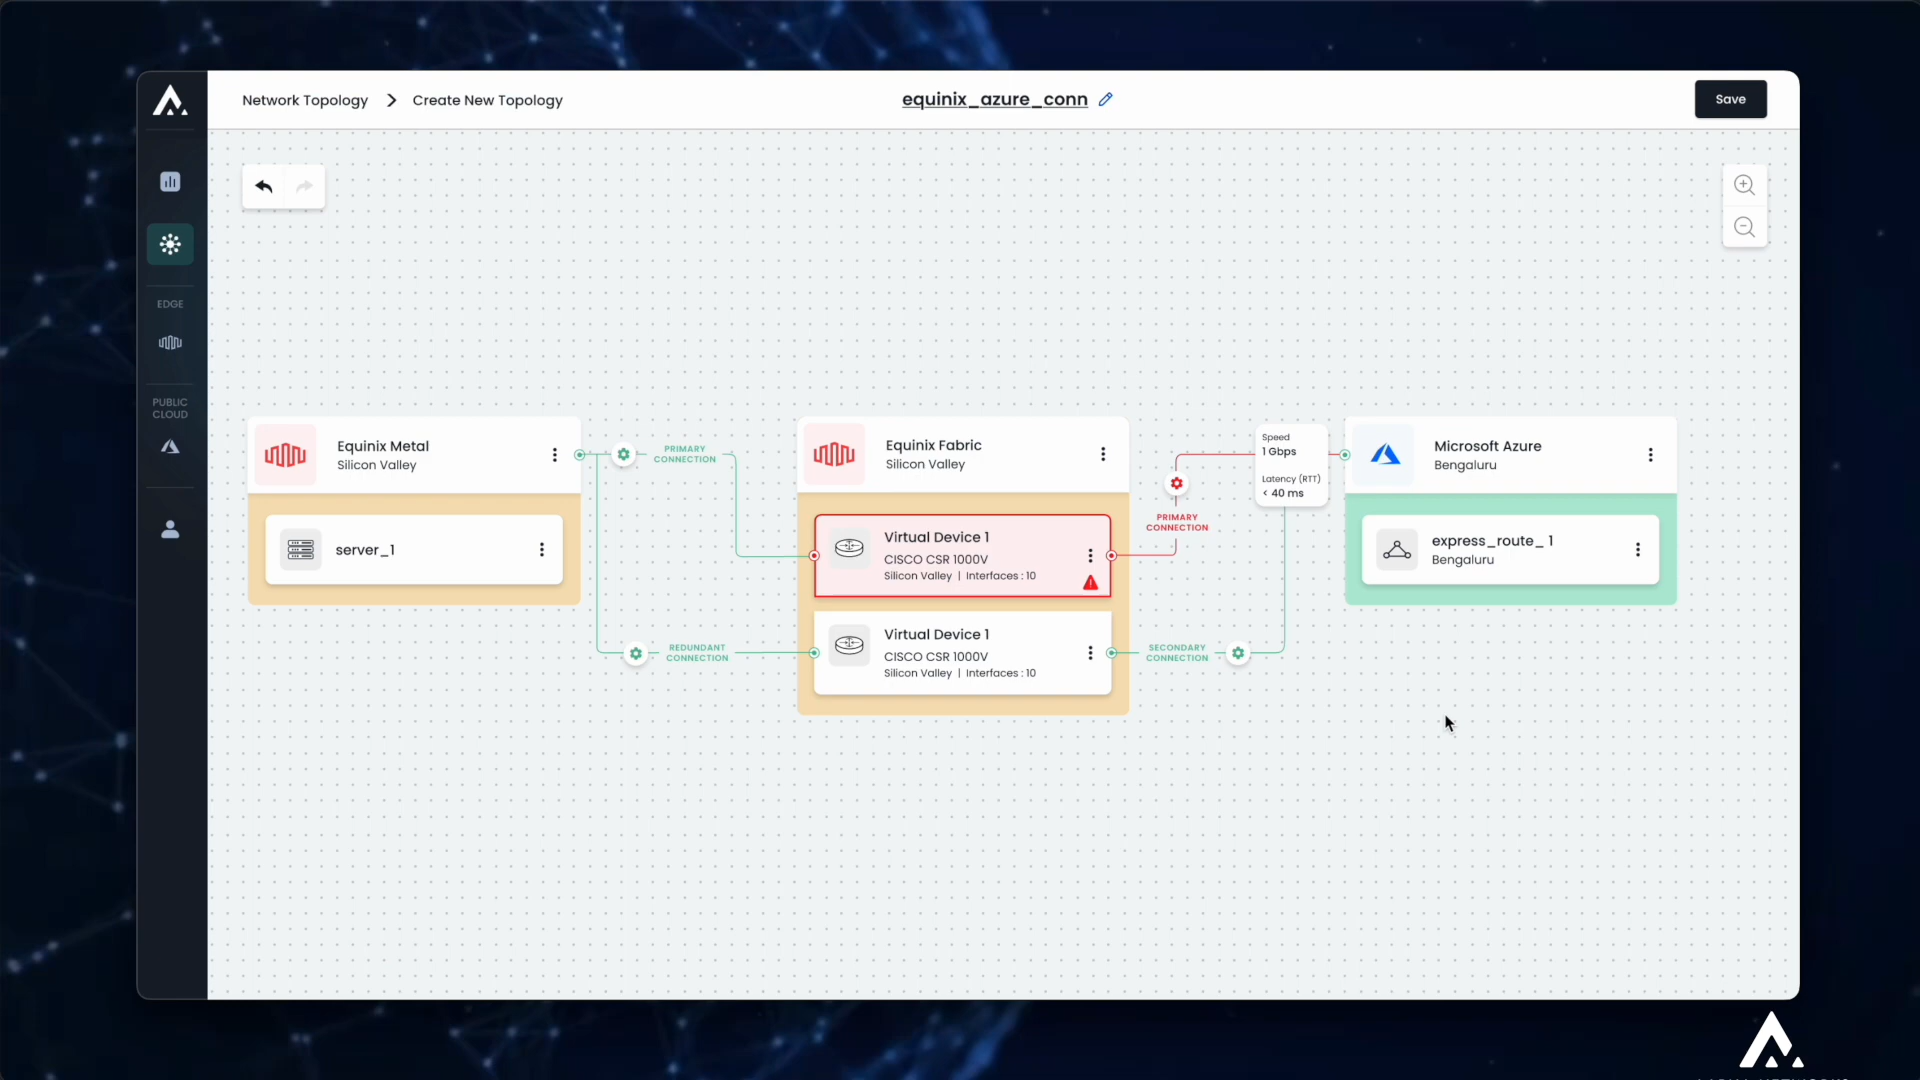 Network Topology
Create New Topology
equinix_azure_conn
Save
EDGE
PUBLIC
CLOUD
Equinix Metal
Silicon Valley
server_1
PRIMARY
CONNECTION
REDUNDANT
CONNECTION
Equinix Fabric
Silicon Valley
Virtual Device 1
CISCO CSR 1000V
Silicon Valley | Interfaces : 10
Virtual Device 1
CISCO CSR 1000V
Silicon Valley | Interfaces : 10
PRIMARY
CONNECTION
SECONDARY
CONNECTION
Speed
1 Gbps
Latency (RTT)
< 40 ms
Microsoft Azure
Bengaluru
express_route_ 1
Bengaluru